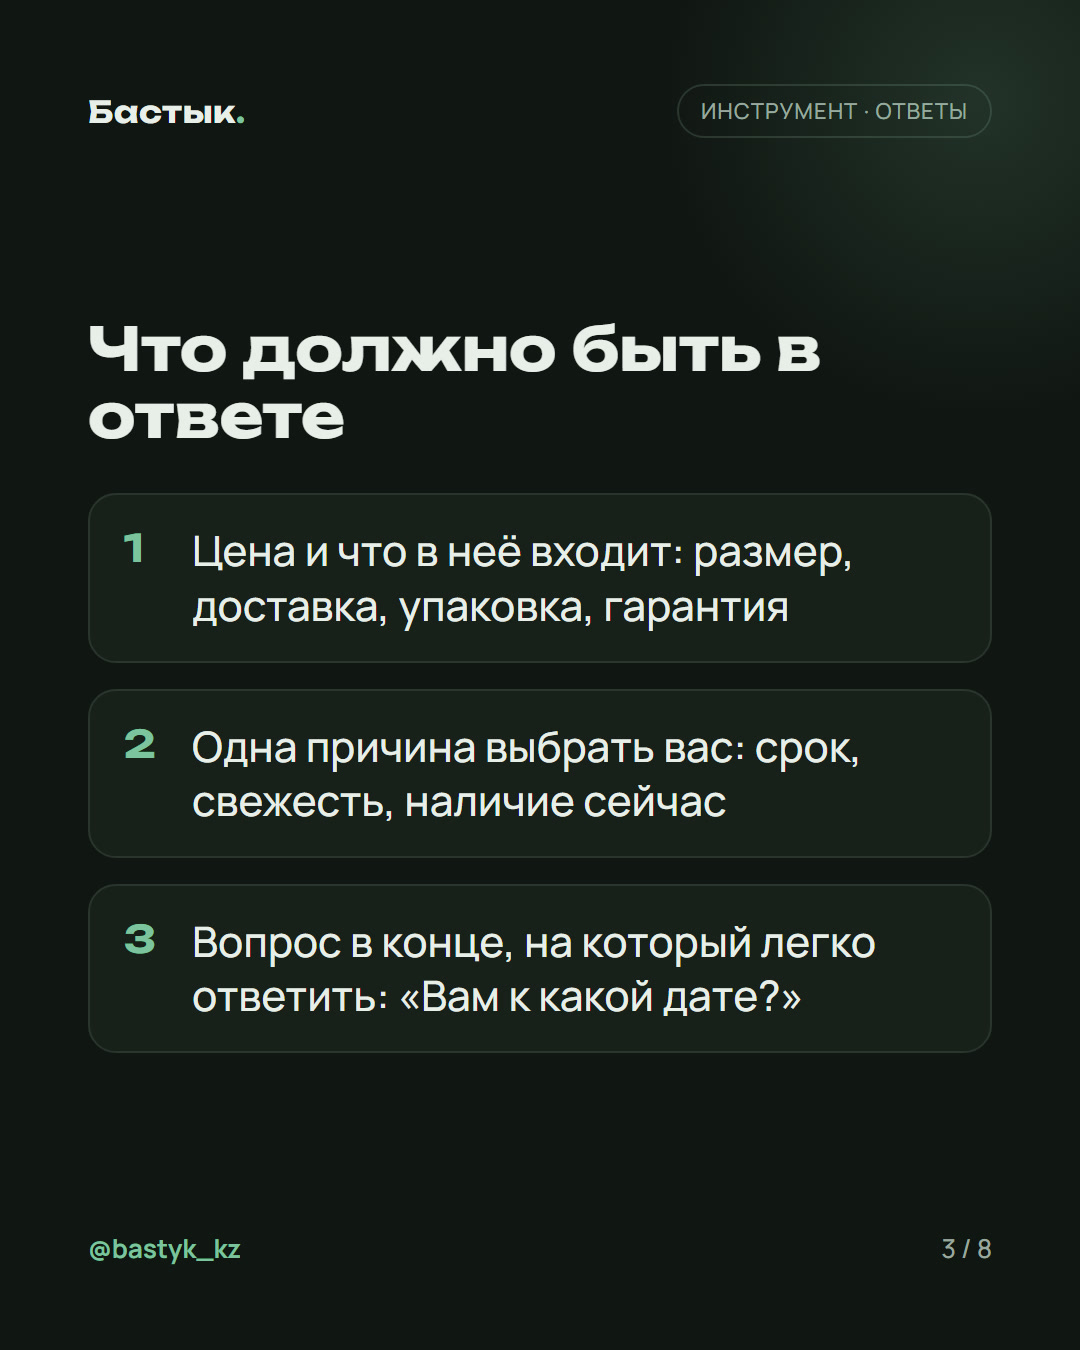 Бастык.
ИНСТРУМЕНТ · ОТВЕТЫ
Что должно быть в
ответе
1 Цена и что в неё входит: размер,
доставка, упаковка, гарантия
2 Одна причина выбрать вас: срок,
свежесть, наличие сейчас
3 Вопрос в конце, на который легко
ответить: «Вам к какой дате?»
@bastyk_kz
3 / 8